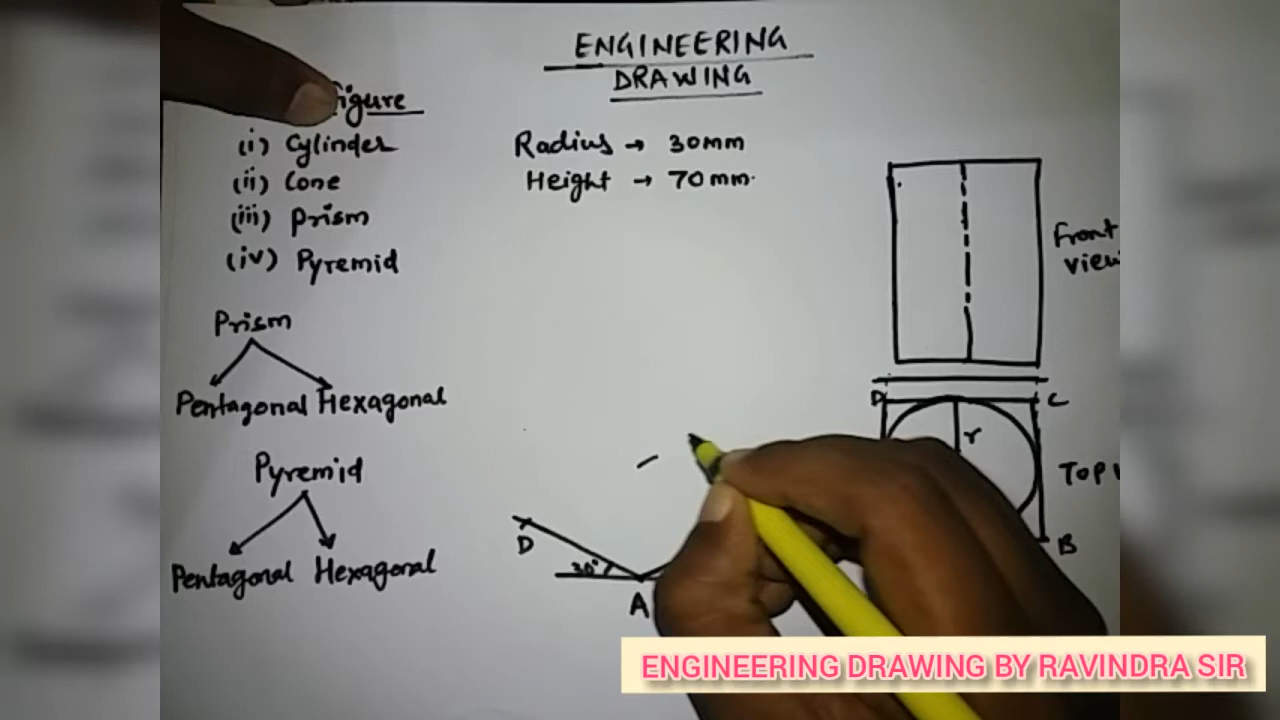 ENGINEERING
DRAWING
figure
(i) Cylinder
(ii) Cone
(iii) Prism
(iv) Pyremid
Radius → 30mm
Height → 70mm.
Prism
Pentagonal Hexagonal
Pyremid
Pentagonal Hexagonal
Front
view
D C
r
TOP
B
D
30°
A
ENGINEERING DRAWING BY RAVINDRA SIR